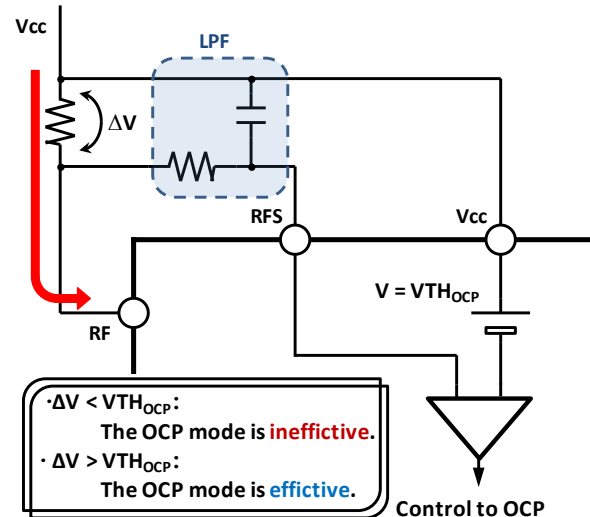 Vcc
LPF
ΔV
RFS
Vcc
V = VTHOCP
RF
·ΔV < VTHOCP:
The OCP mode is ineffictive.
· ΔV > VTHOCP:
The OCP mode is effictive.
Control to OCP